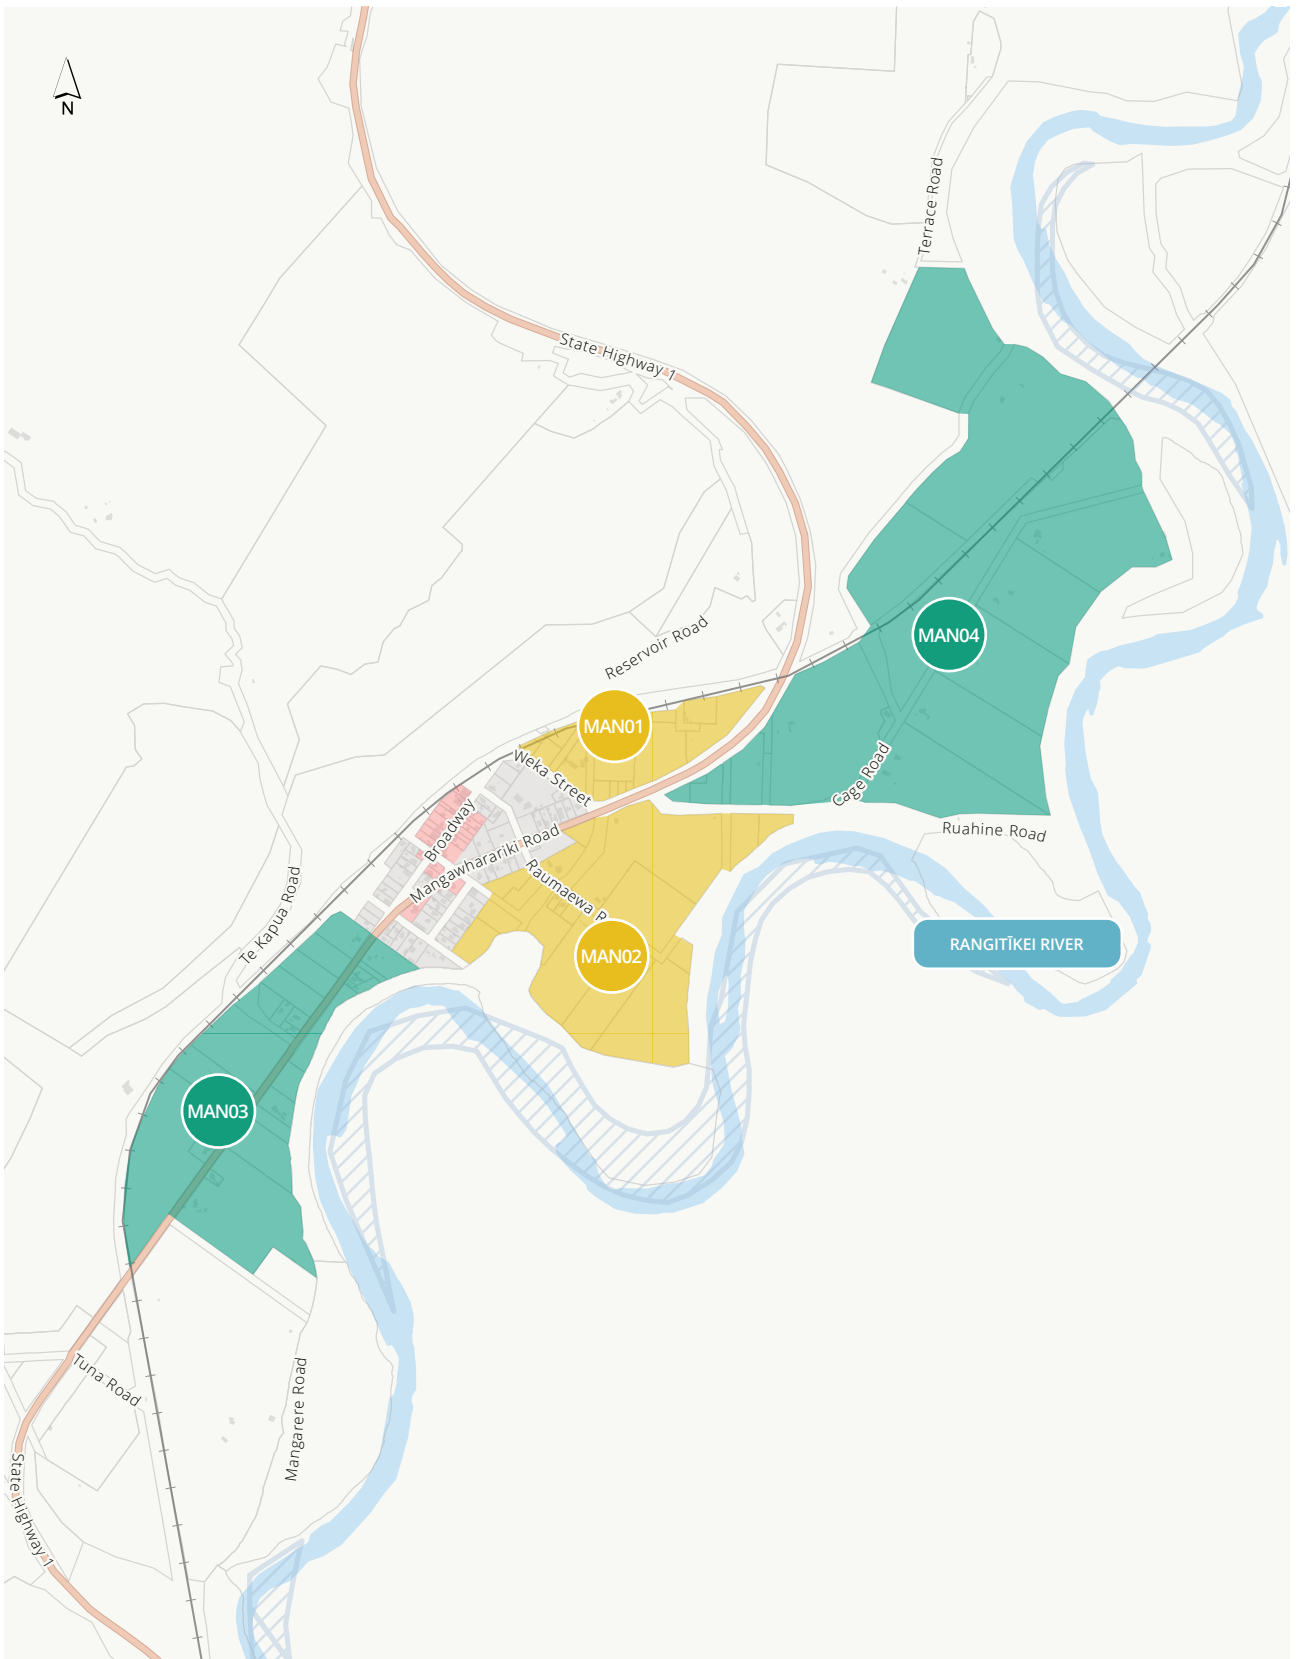 N
Terrace Road
State Highway 1
Reservoir Road
MAN04
MAN01
Weka Street
Cage Road
Broadway
Mangawharariki Road
Ruahine Road
Raumaewa R
Te Kapua Road
RANGITĪKEI RIVER
MAN02
MAN03
Tuna Road
Mangarere Road
State Highway 1